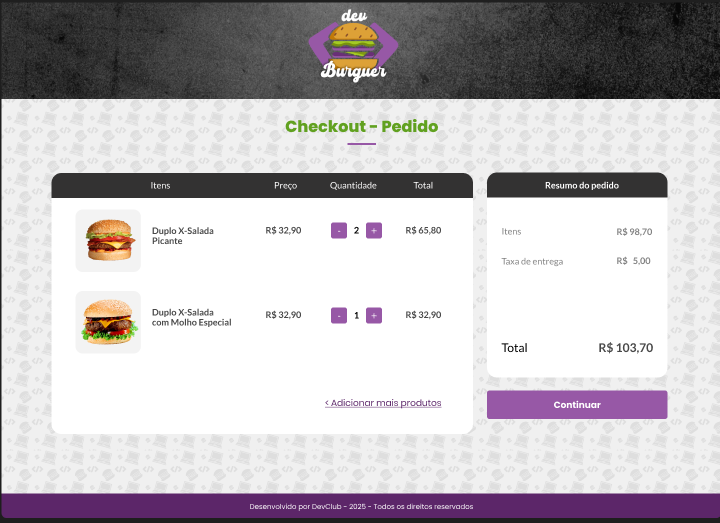 dev
Burguer
Checkout - Pedido
Itens Preço Quantidade Total
Duplo X-Salada
Picante
R$ 32,90 - 2 + R$ 65,80
Duplo X-Salada
com Molho Especial
R$ 32,90 - 1 + R$ 32,90
< Adicionar mais produtos
Resumo do pedido
Itens R$ 98,70
Taxa de entrega R$ 5,00
Total R$ 103,70
Continuar
Desenvolvido por DevClub - 2025 - Todos os direitos reservados